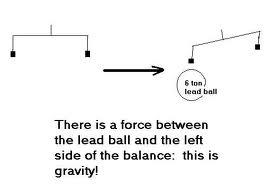 6 ton
lead ball
There is a force between
the lead ball and the left
side of the balance:  this is
gravity!